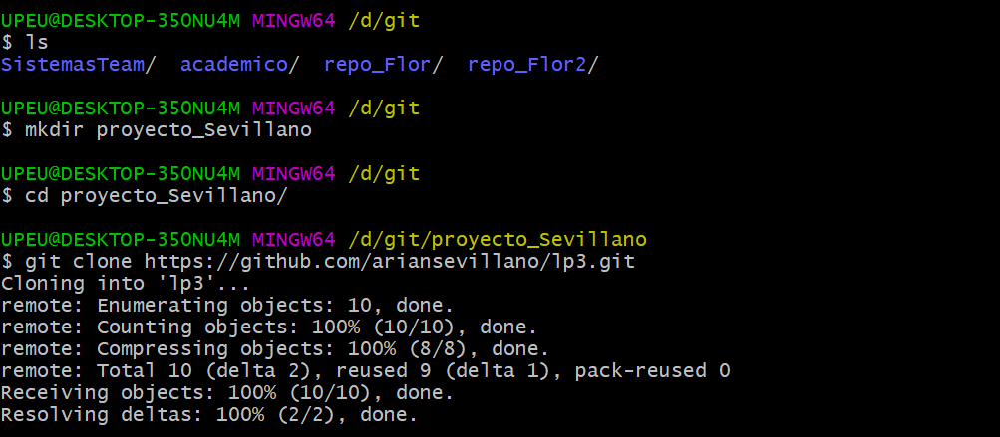 UPEU@DESKTOP-350NU4M MINGW64 /d/git
$ ls
SistemasTeam/  academico/  repo_Flor/  repo_Flor2/
UPEU@DESKTOP-350NU4M MINGW64 /d/git
$ mkdir proyecto_Sevillano
UPEU@DESKTOP-350NU4M MINGW64 /d/git
$ cd proyecto_Sevillano/
UPEU@DESKTOP-350NU4M MINGW64 /d/git/proyecto_Sevillano
$ git clone https://github.com/ariansevillano/lp3.git
Cloning into 'lp3'...
remote: Enumerating objects: 10, done.
remote: Counting objects: 100% (10/10), done.
remote: Compressing objects: 100% (8/8), done.
remote: Total 10 (delta 2), reused 9 (delta 1), pack-reused 0
Receiving objects: 100% (10/10), done.
Resolving deltas: 100% (2/2), done.